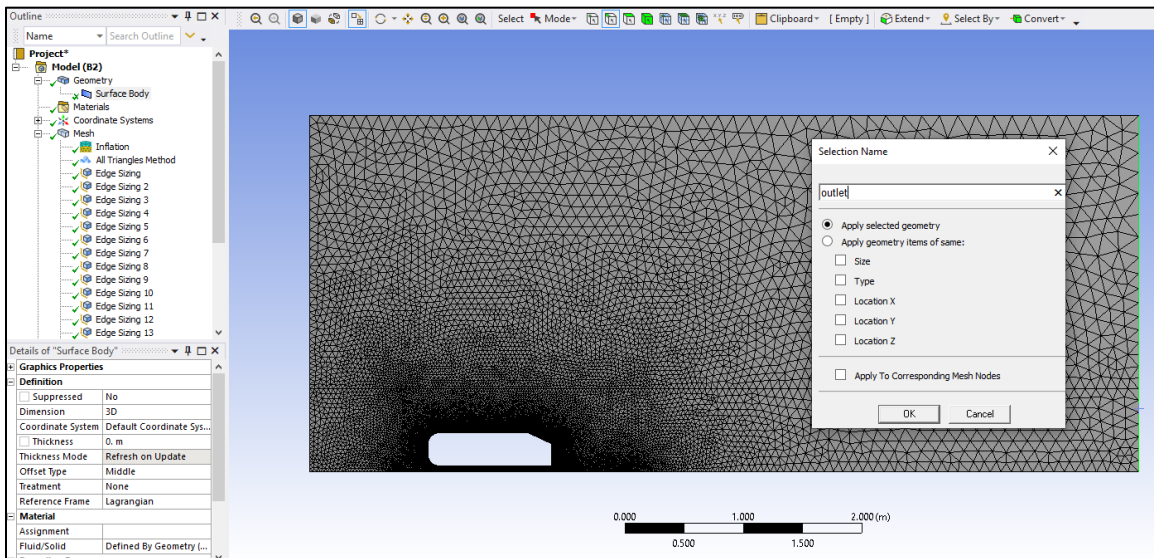 Outline
Name
Search Outline
Project*
Model (B2)
Geometry
Surface Body
Materials
Coordinate Systems
Mesh
Inflation
All Triangles Method
Edge Sizing
Edge Sizing 2
Edge Sizing 3
Edge Sizing 4
Edge Sizing 5
Edge Sizing 6
Edge Sizing 7
Edge Sizing 8
Edge Sizing 9
Edge Sizing 10
Edge Sizing 11
Edge Sizing 12
Edge Sizing 13
Details of "Surface Body"
Graphics Properties
Definition
Suppressed No
Dimension 3D
Coordinate System Default Coordinate Sys...
Thickness 0. m
Thickness Mode Refresh on Update
Offset Type Middle
Treatment None
Reference Frame Lagrangian
Material
Assignment
Fluid/Solid Defined By Geometry (...
Select Mode Clipboard [ Empty ] Extend Select By Convert
Selection Name
outlet
Apply selected geometry
Apply geometry items of same:
Size
Type
Location X
Location Y
Location Z
Apply To Corresponding Mesh Nodes
OK Cancel
0.000 1.000 2.000 (m)
0.500 1.500